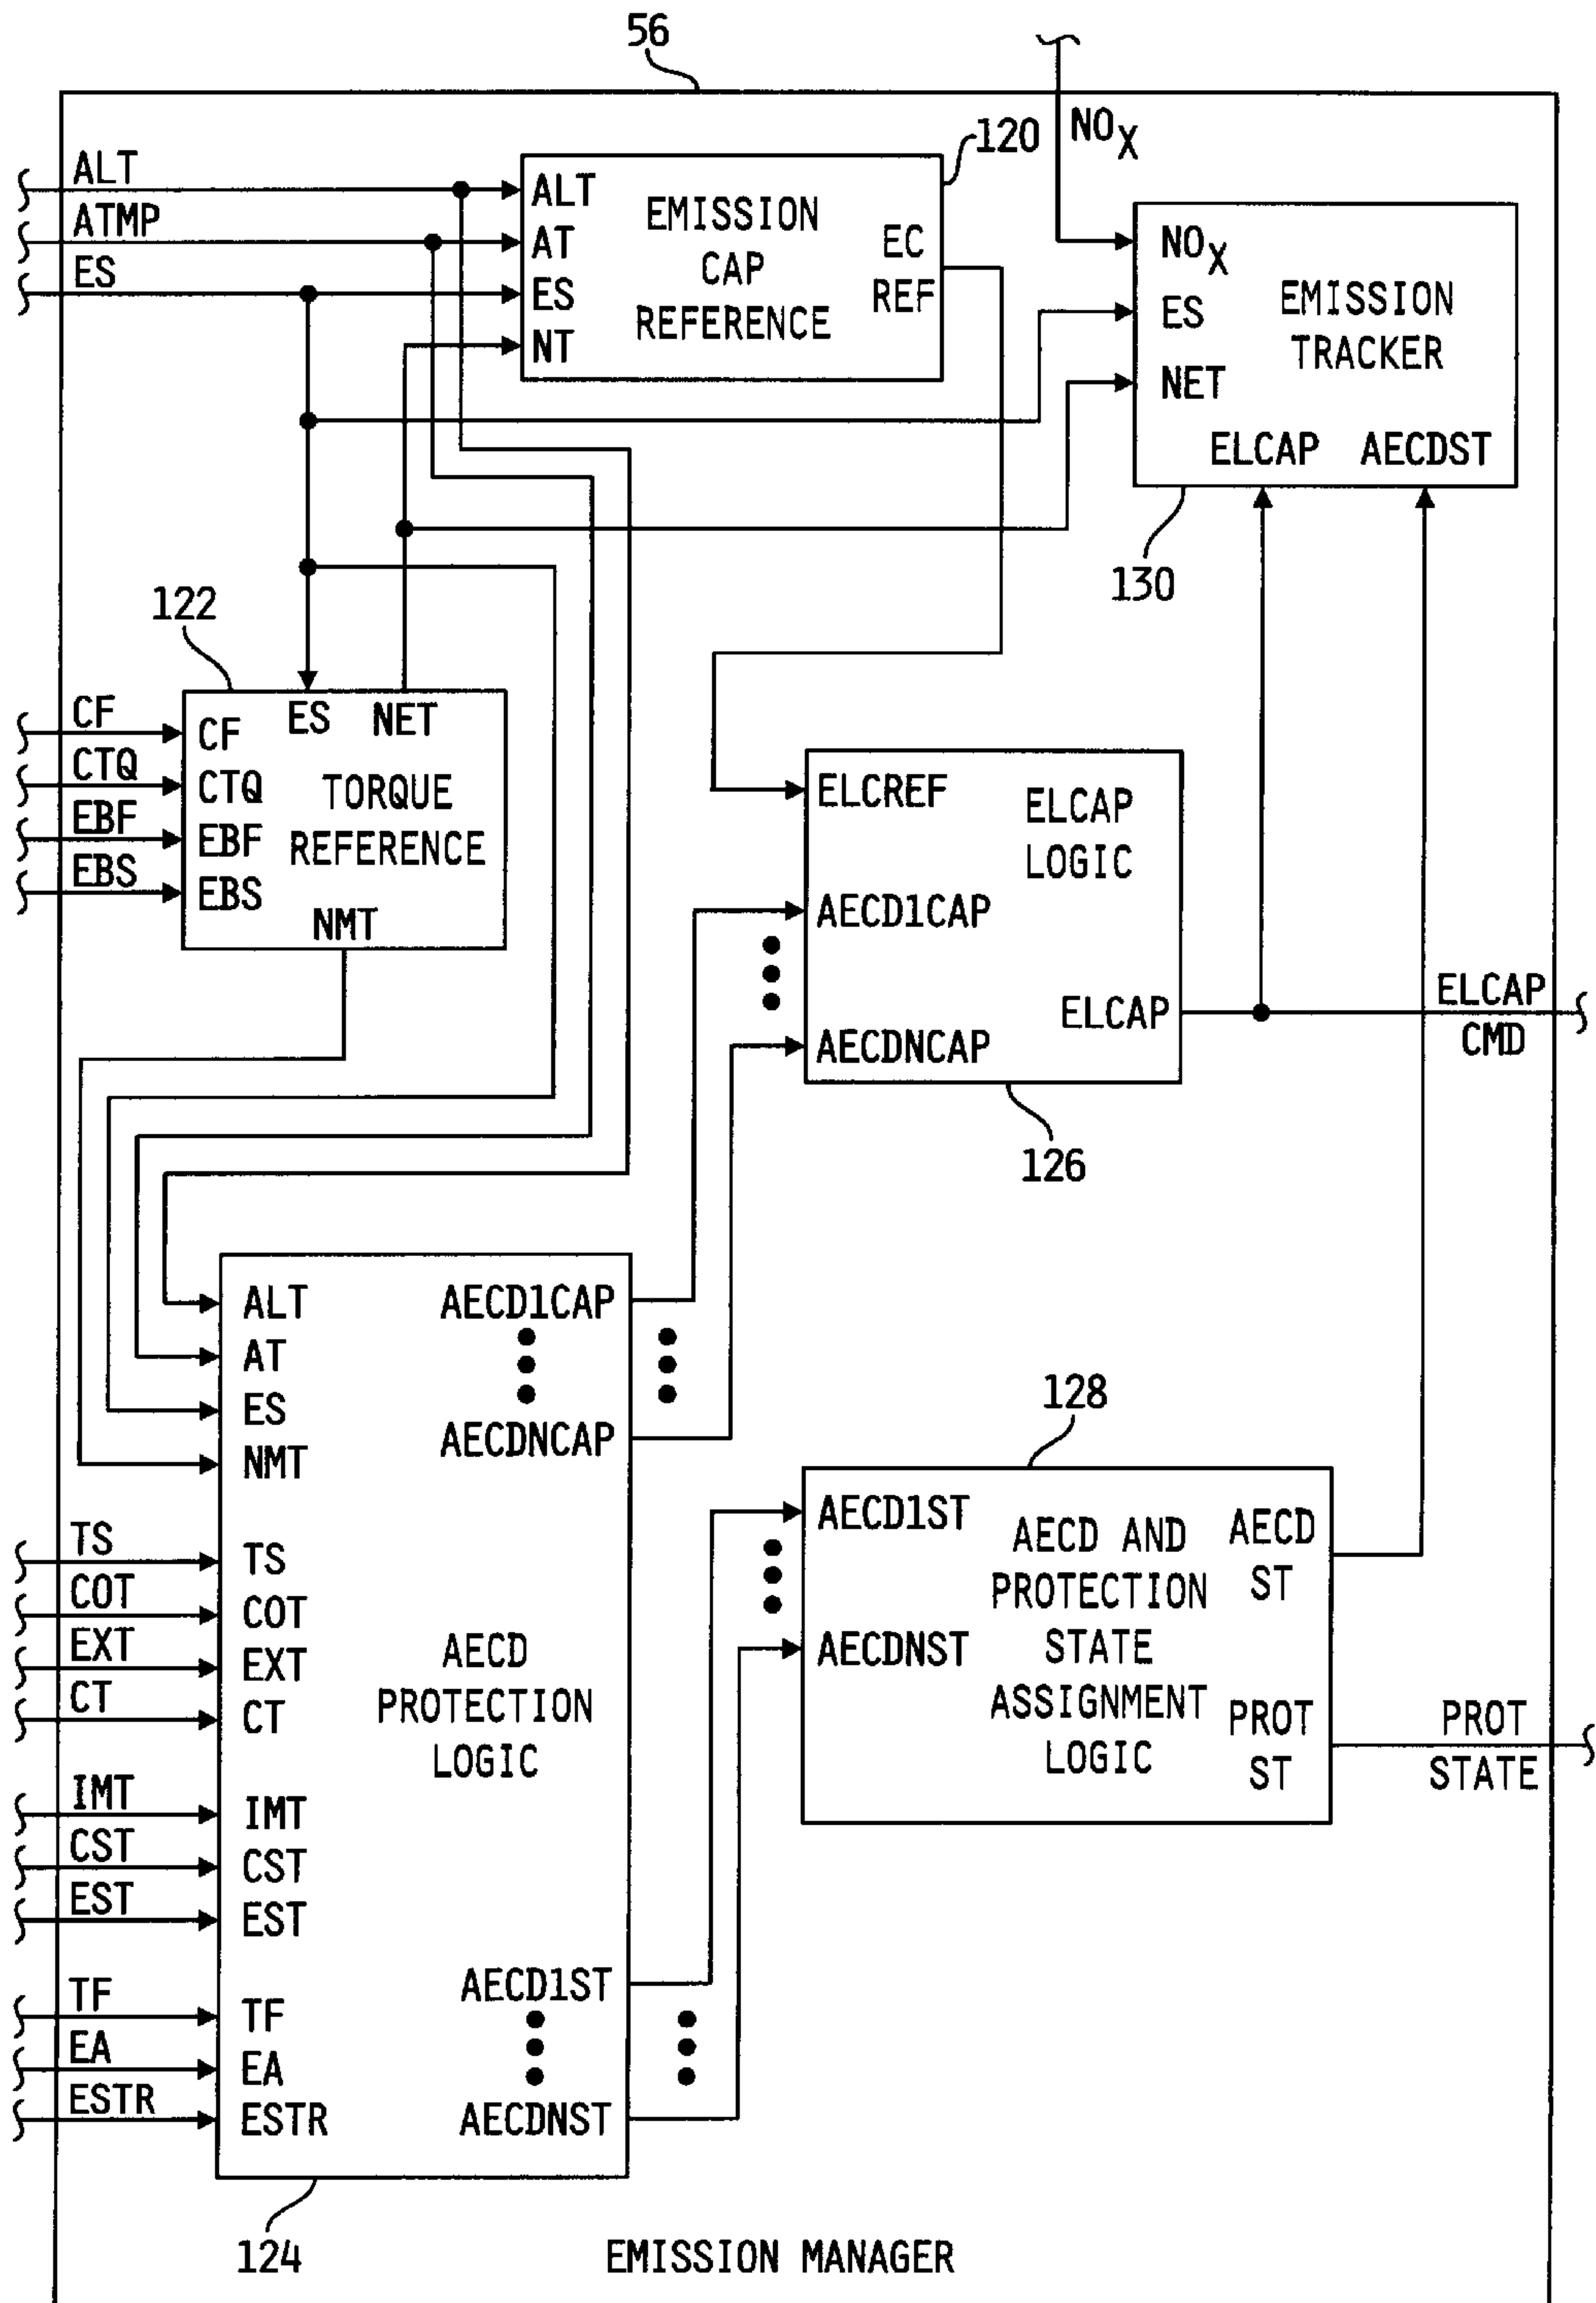 56
NOX
ALT
ATMP
ES
120
ALT
AT
ES
NT
EMISSION
CAP
REFERENCE
EC
REF
NOX
ES
NET
EMISSION
TRACKER
ELCAP AECDST
130
122
CF
CTQ
EBF
EBS
ES NET
CF
CTQ
EBF
EBS
TORQUE
REFERENCE
NMT
ELCREF
ELCAP
LOGIC
AECD1CAP
AECDNCAP
ELCAP
126
ELCAP
CMD
ALT
AT
ES
NMT
AECD1CAP
AECDNCAP
TS
COT
EXT
CT
IMT
CST
EST
TF
EA
ESTR
TS
COT
EXT
CT
IMT
CST
EST
TF
EA
ESTR
AECD
PROTECTION
LOGIC
AECD1ST
AECDNST
124
128
AECD1ST
AECDNST
AECD AND
PROTECTION
STATE
ASSIGNMENT
LOGIC
AECD
ST
PROT
ST
PROT
STATE
EMISSION MANAGER